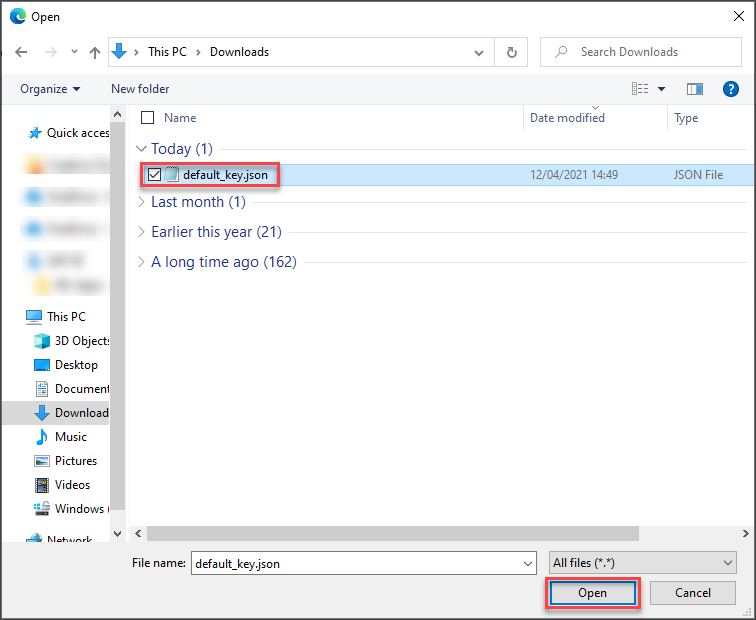 Open
This PC > Downloads
Search Downloads
Organize
New folder
?
Name
Date modified
Type
Quick acces
Today (1)
default_key.json
12/04/2021 14:49
JSON File
Last month (1)
Earlier this year (21)
A long time ago (162)
This PC
3D Objects
Desktop
Document
Download
Music
Pictures
Videos
Windows (
Network
File name:
default_key.json
All files (*.*)
Open
Cancel